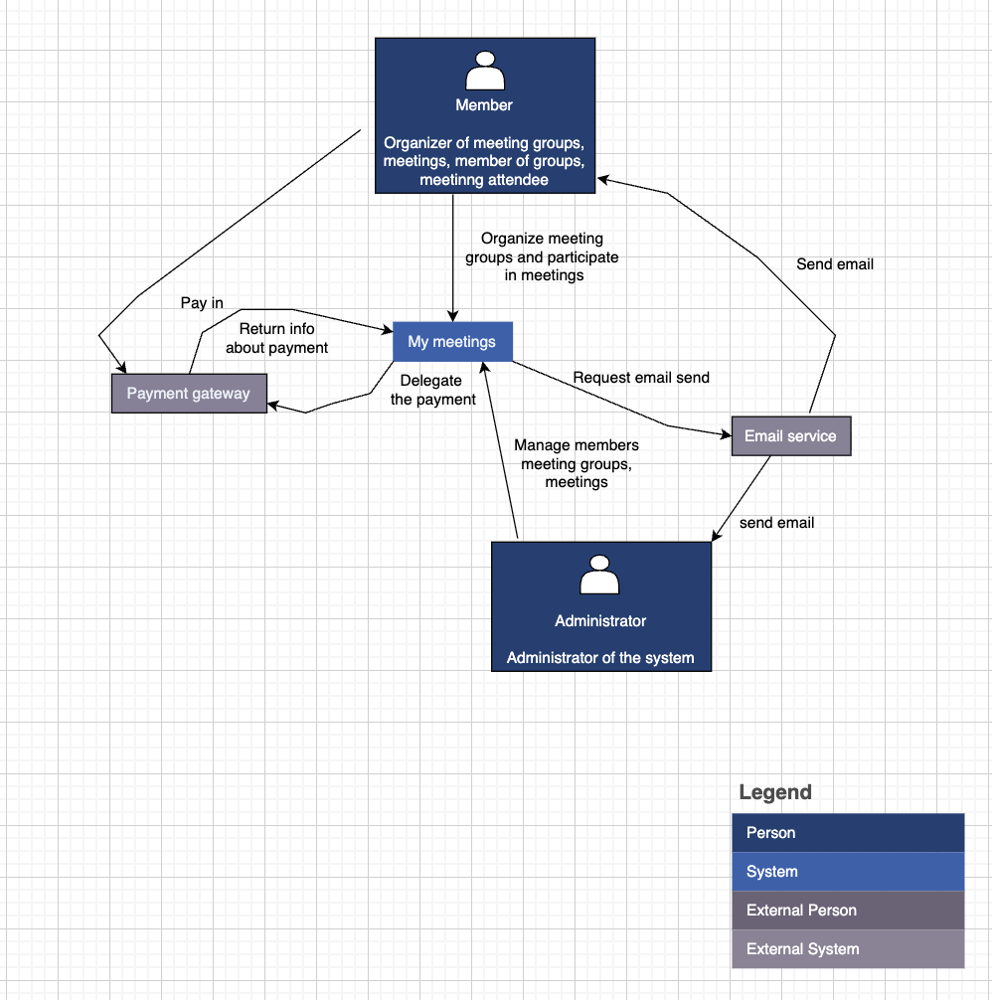 Member
Organizer of meeting groups,
meetings, member of groups,
meetinng attendee
Organize meeting
groups and participate
in meetings
Send email
Pay in
Return info
about payment
My meetings
Payment gateway
Delegate
the payment
Request email send
Email service
Manage members
meeting groups,
meetings
send email
Administrator
Administrator of the system
Legend
Person
System
External Person
External System